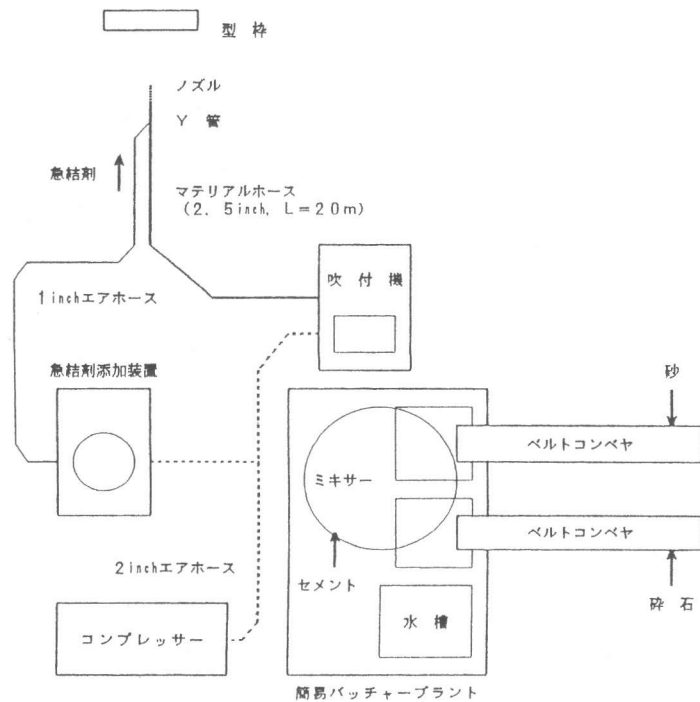 型 枠
ノズル
Y 管
急結剤
マテリアルホース
(2.5inch, L=20m)
吹 付 機
1inchエアホース
急結剤添加装置
砂
ベルトコンベヤ
ミキサー
ベルトコンベヤ
2inchエアホース
セメント
砕 石
水 槽
コンプレッサー
簡易バッチャープラント